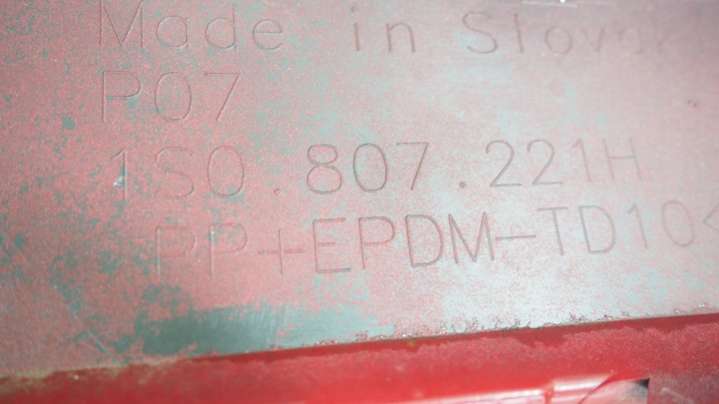 Made in Slovak
P07
1S0.807.221H
PP+EPDM-TD10<